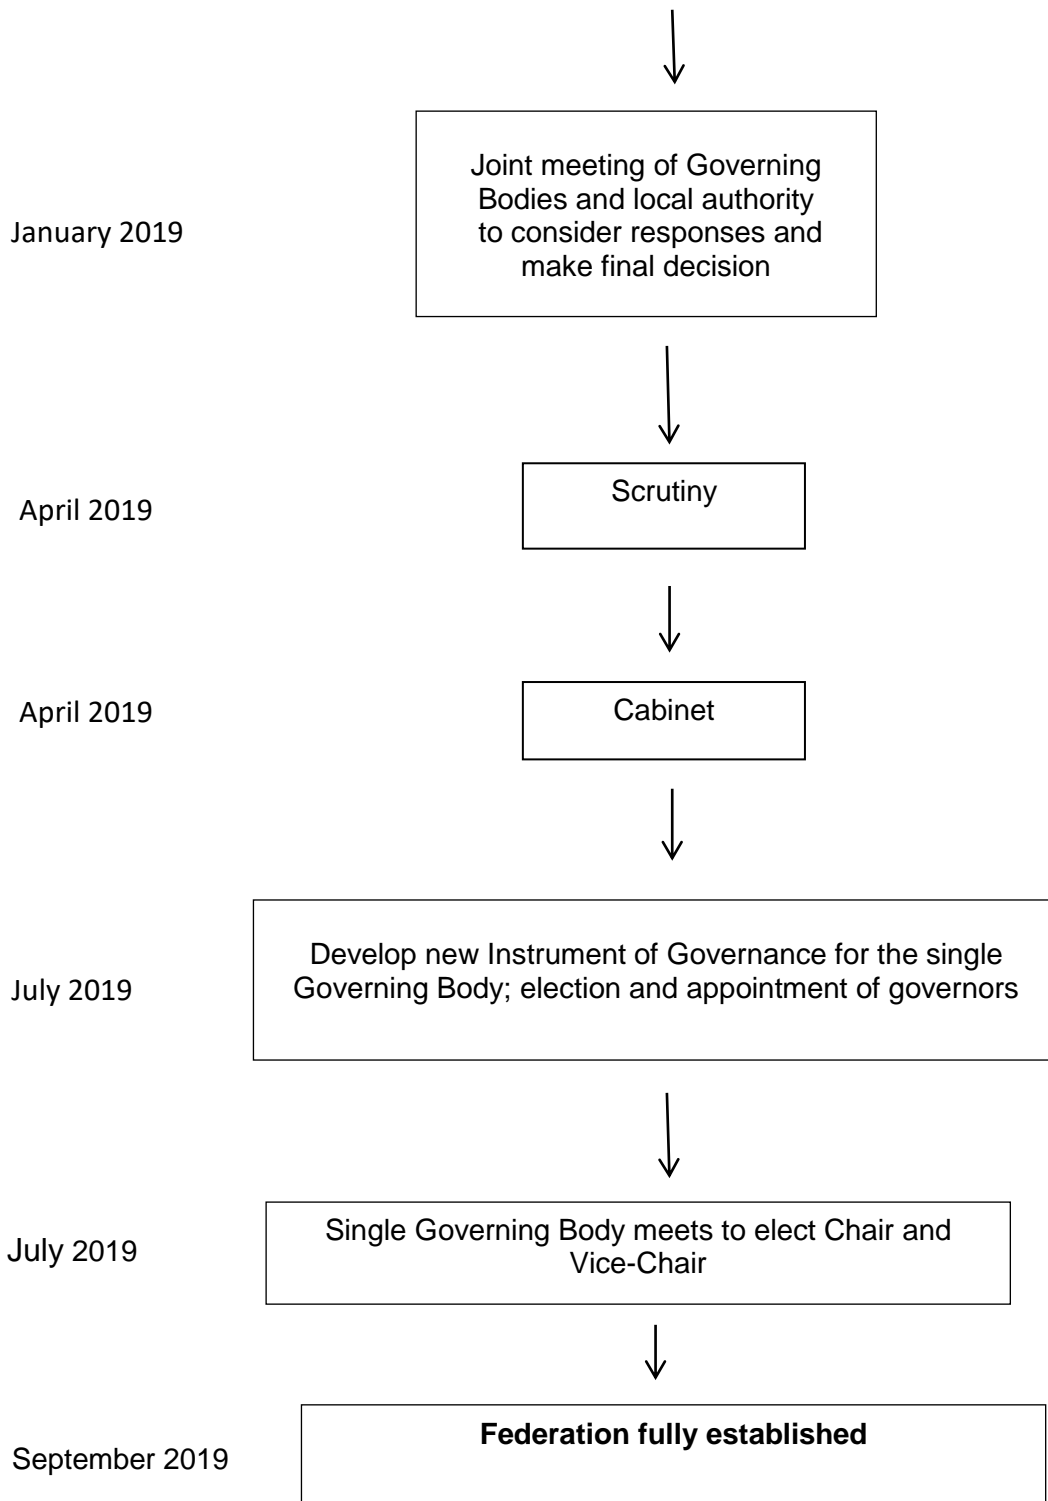 Joint meeting of Governing
Bodies and local authority
to consider responses and
make final decision
January 2019
Scrutiny
April 2019
Cabinet
April 2019
Develop new Instrument of Governance for the single
Governing Body; election and appointment of governors
July 2019
Single Governing Body meets to elect Chair and
Vice-Chair
July 2019
Federation fully established
September 2019